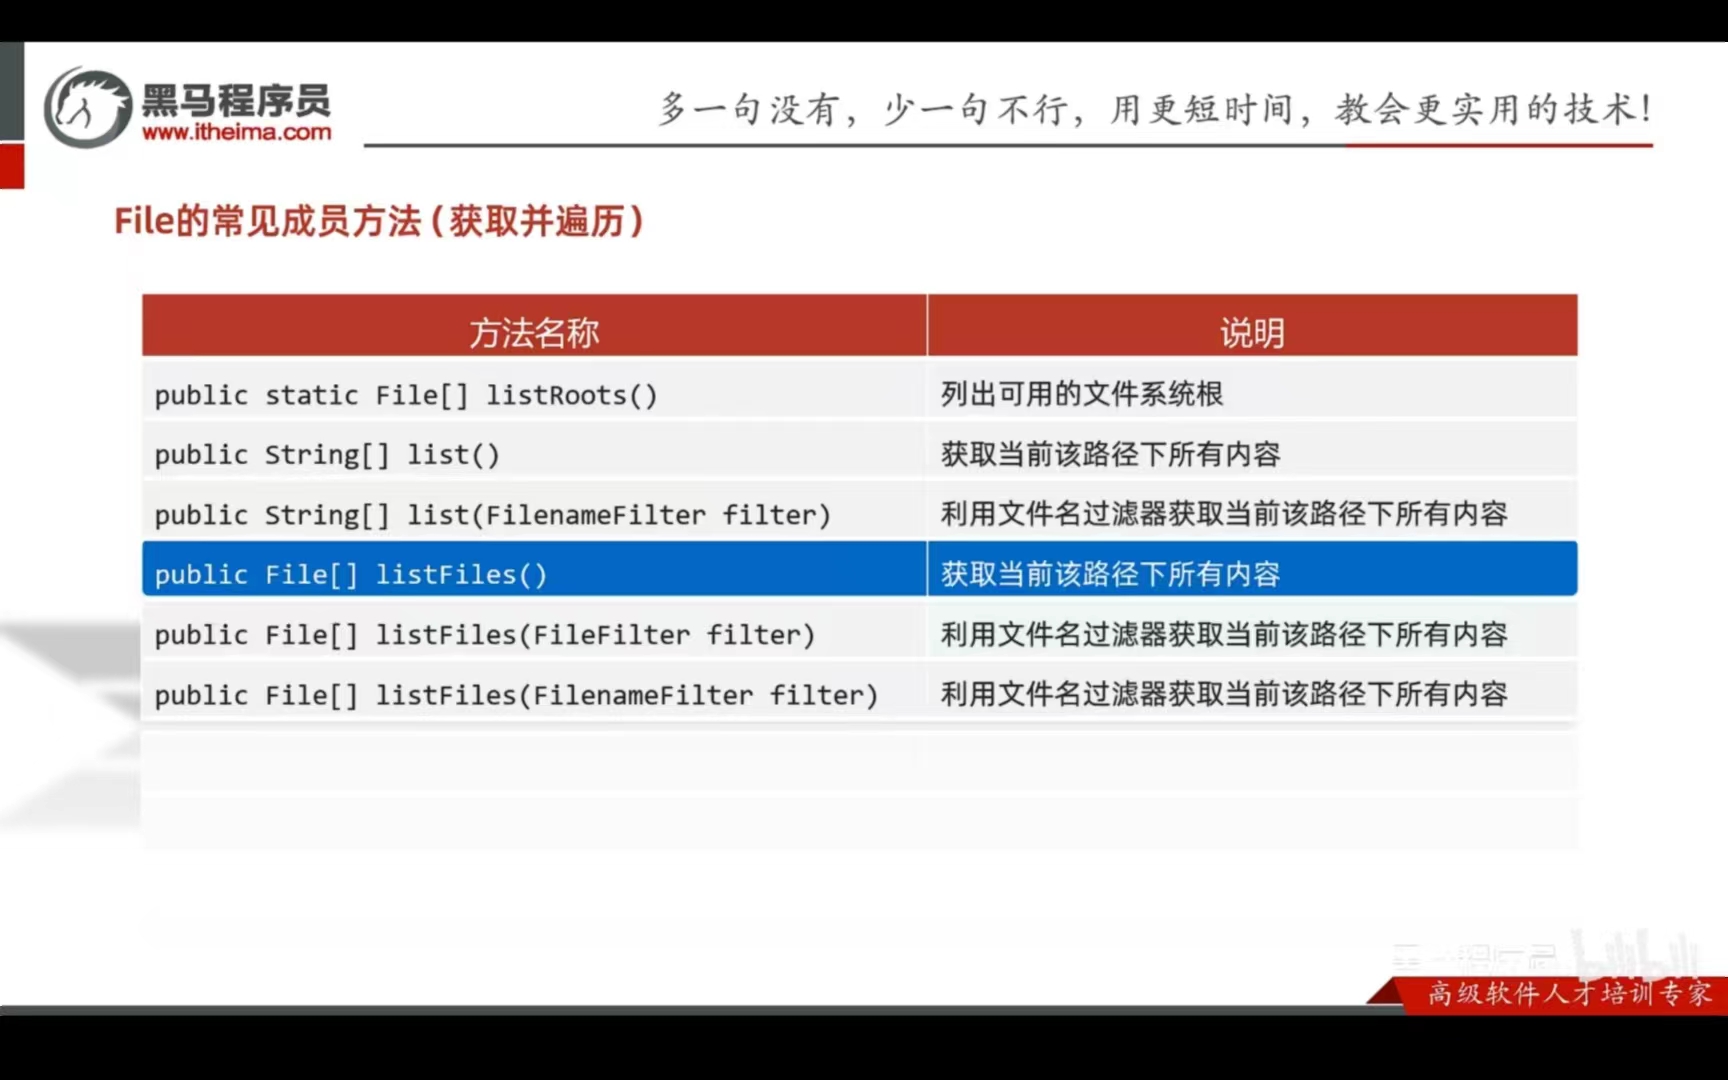 黑马程序员
www.itheima.com
多一句没有，少一句不行，用更短时间，教会更实用的技术！
File的常见成员方法（获取并遍历）
方法名称 说明
public static File[] listRoots() 列出可用的文件系统根
public String[] list() 获取当前该路径下所有内容
public String[] list(FilenameFilter filter) 利用文件名过滤器获取当前该路径下所有内容
public File[] listFiles() 获取当前该路径下所有内容
public File[] listFiles(FileFilter filter) 利用文件名过滤器获取当前该路径下所有内容
public File[] listFiles(FilenameFilter filter) 利用文件名过滤器获取当前该路径下所有内容
bilibili
高级软件人才培训专家